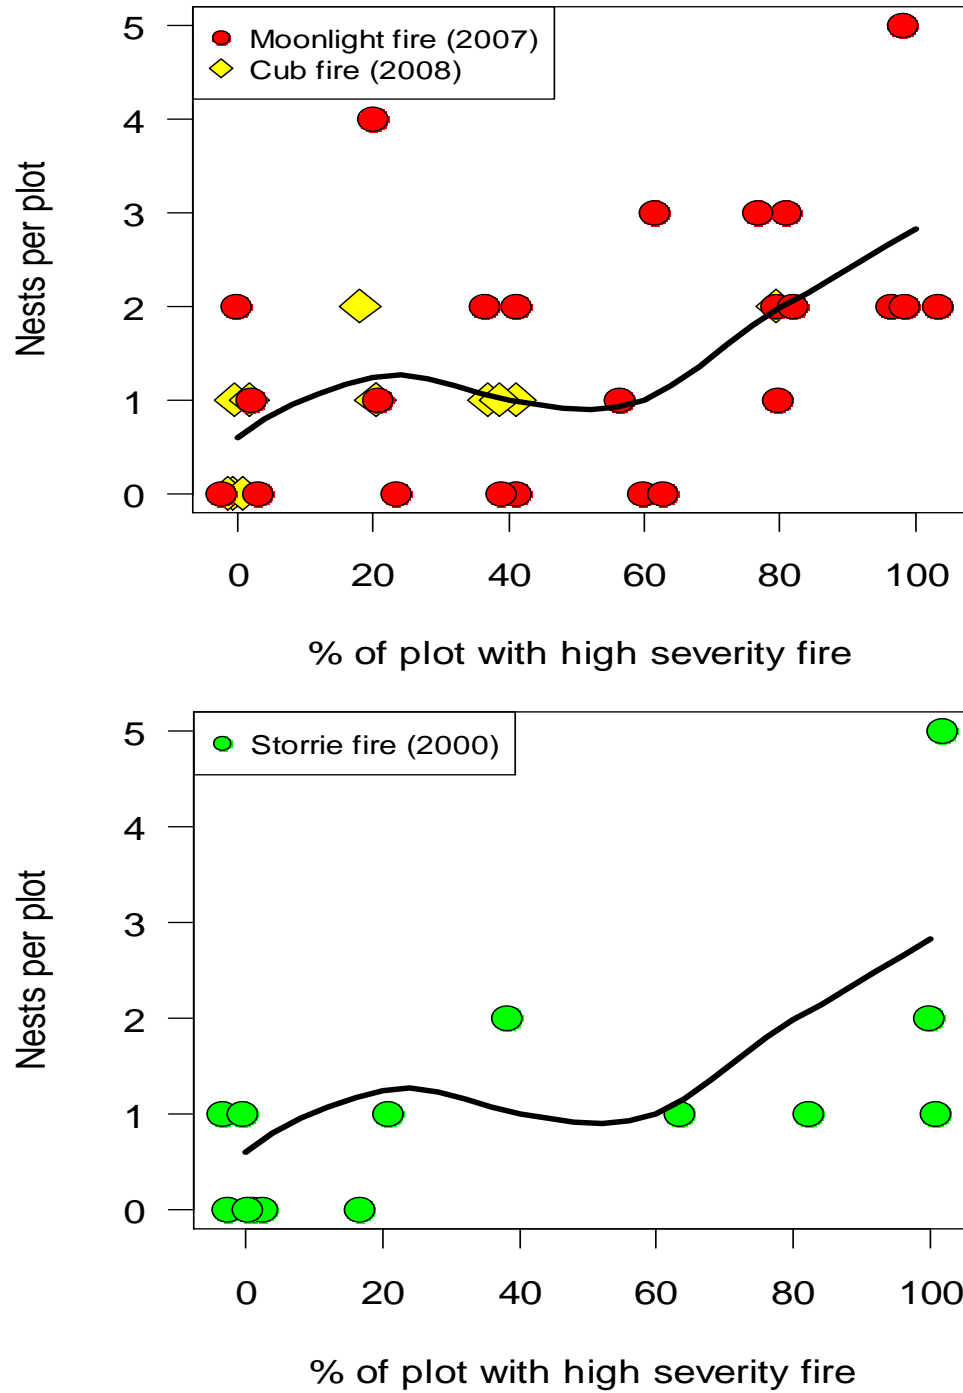 Moonlight fire (2007)
Cub fire (2008)
Nests per plot
5
4
3
2
1
0
0 20 40 60 80 100
% of plot with high severity fire
Storrie fire (2000)
Nests per plot
5
4
3
2
1
0
0 20 40 60 80 100
% of plot with high severity fire